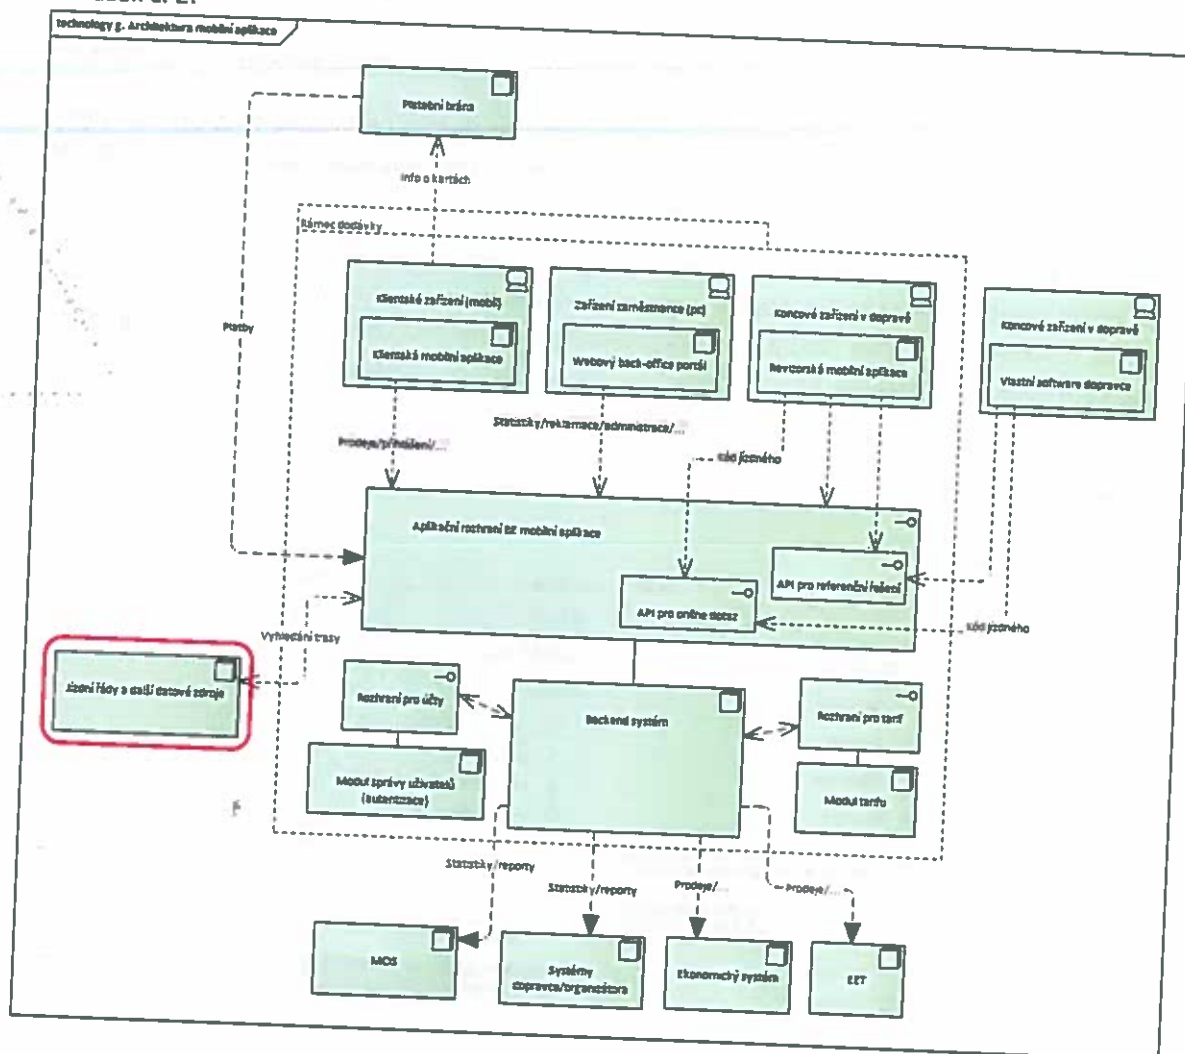 technology g. Architektura mobilní aplikace
Platební brána
Info o kartách
Rámec dodávky
Platby
Klientské zařízení (mobil)
Klientská mobilní aplikace
Zařízení zaměstnance (pc)
Webový back-office portál
Koncové zařízení v dopravě
Revizorská mobilní aplikace
Koncové zařízení v dopravě
Vlastní software dopravce
Prodeje/přihlášení/...
Statistiky/reklamace/administrace/...
Kód jízdného
Aplikační rozhraní BE mobilní aplikace
API pro referenční řešení
API pro online dotaz
Kód jízdného
Vyhledání trasy
Jízdní řády a další datové zdroje
Rozhraní pro účty
Backend systém
Rozhraní pro tarif
Modul správy uživatelů
(autentizace)
Modul tarifu
Statistiky/reporty
Statistiky/reporty
Prodeje/...
Prodeje/...
MOS
Systémy
dopravce/organizátora
Ekonomický systém
EET